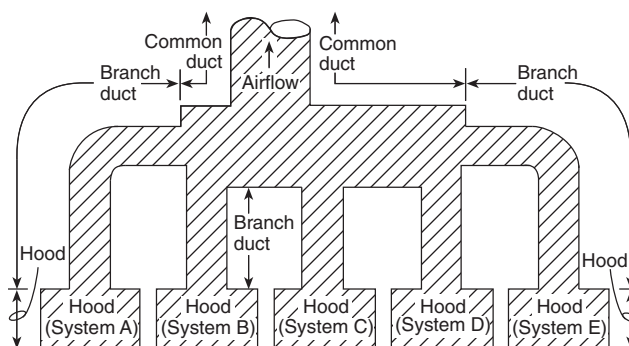 Common
duct
Common
duct
Branch
duct
Airflow
Branch
duct
Branch
duct
Hood
Hood
Hood
(System A)
Hood
(System B)
Hood
(System C)
Hood
(System D)
Hood
(System E)